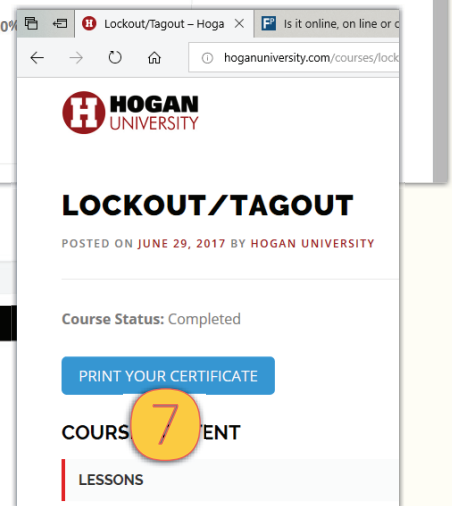 0%
Lockout/Tagout – Hoga
Is it online, on line or
hoganuniversity.com/courses/lock
HOGAN
UNIVERSITY
LOCKOUT/TAGOUT
POSTED ON JUNE 29, 2017 BY HOGAN UNIVERSITY
Course Status: Completed
PRINT YOUR CERTIFICATE
7
COURS ENT
LESSONS